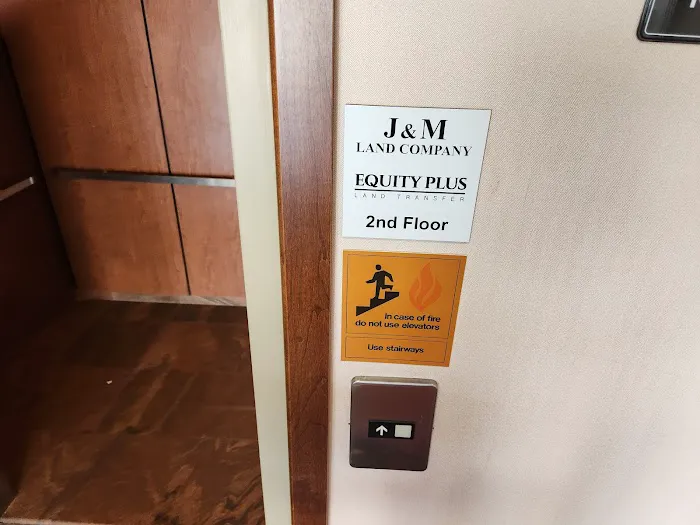 J & M
LAND COMPANY
EQUITY PLUS
LAND TRANSFER
2nd Floor
In case of fire
do not use elevators
Use stairways